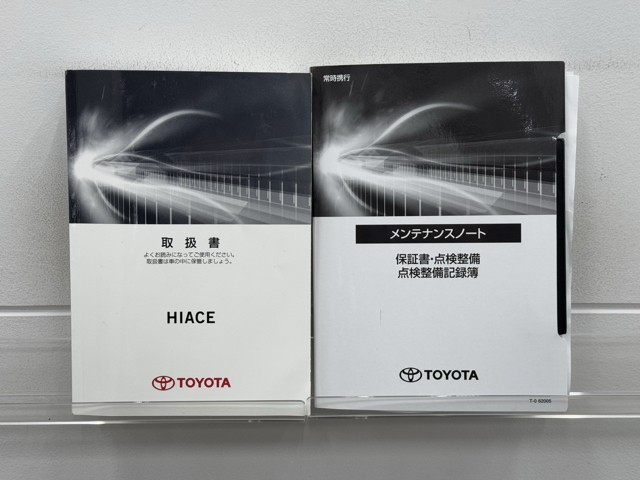 取扱書
よくお読みになってご使用ください。
取扱書は車の中に保管しましょう。
HIACE
TOYOTA
常時携行
メンテナンスノート
保証書・点検整備
点検整備記録簿
TOYOTA